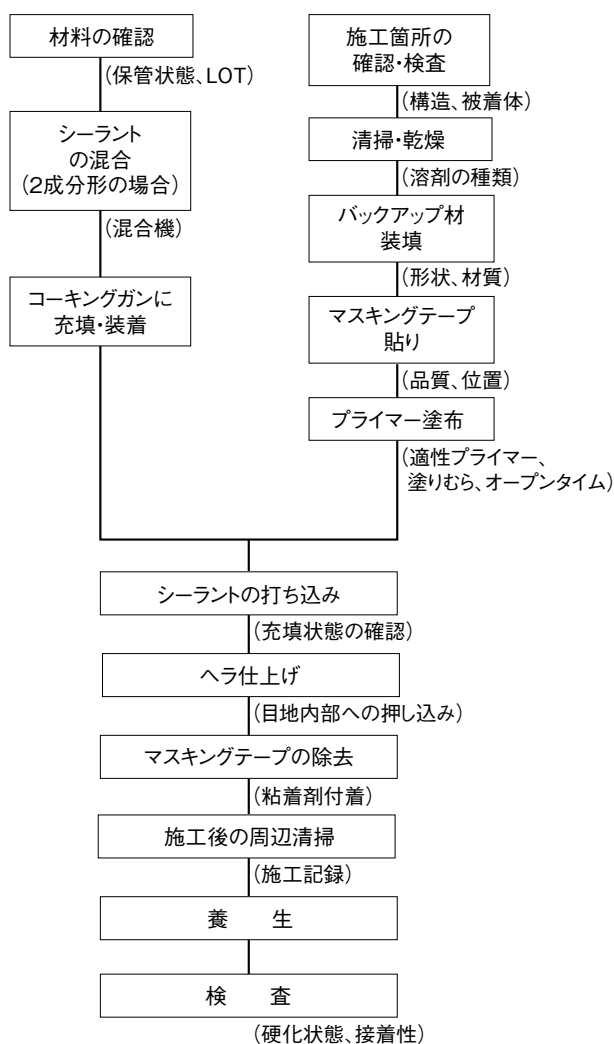 材料の確認
(保管状態、LOT)
シーラント
の混合
(2成分形の場合)
(混合機)
コーキングガンに
充填・装着
施工箇所の
確認・検査
(構造、被着体)
清掃・乾燥
(溶剤の種類)
バックアップ材
装填
(形状、材質)
マスキングテープ
貼り
(品質、位置)
プライマー塗布
(適性プライマー、
塗りむら、オープンタイム)
シーラントの打ち込み
(充填状態の確認)
ヘラ仕上げ
(目地内部への押し込み)
マスキングテープの除去
(粘着剤付着)
施工後の周辺清掃
(施工記録)
養　　生
検　　査
(硬化状態、接着性)